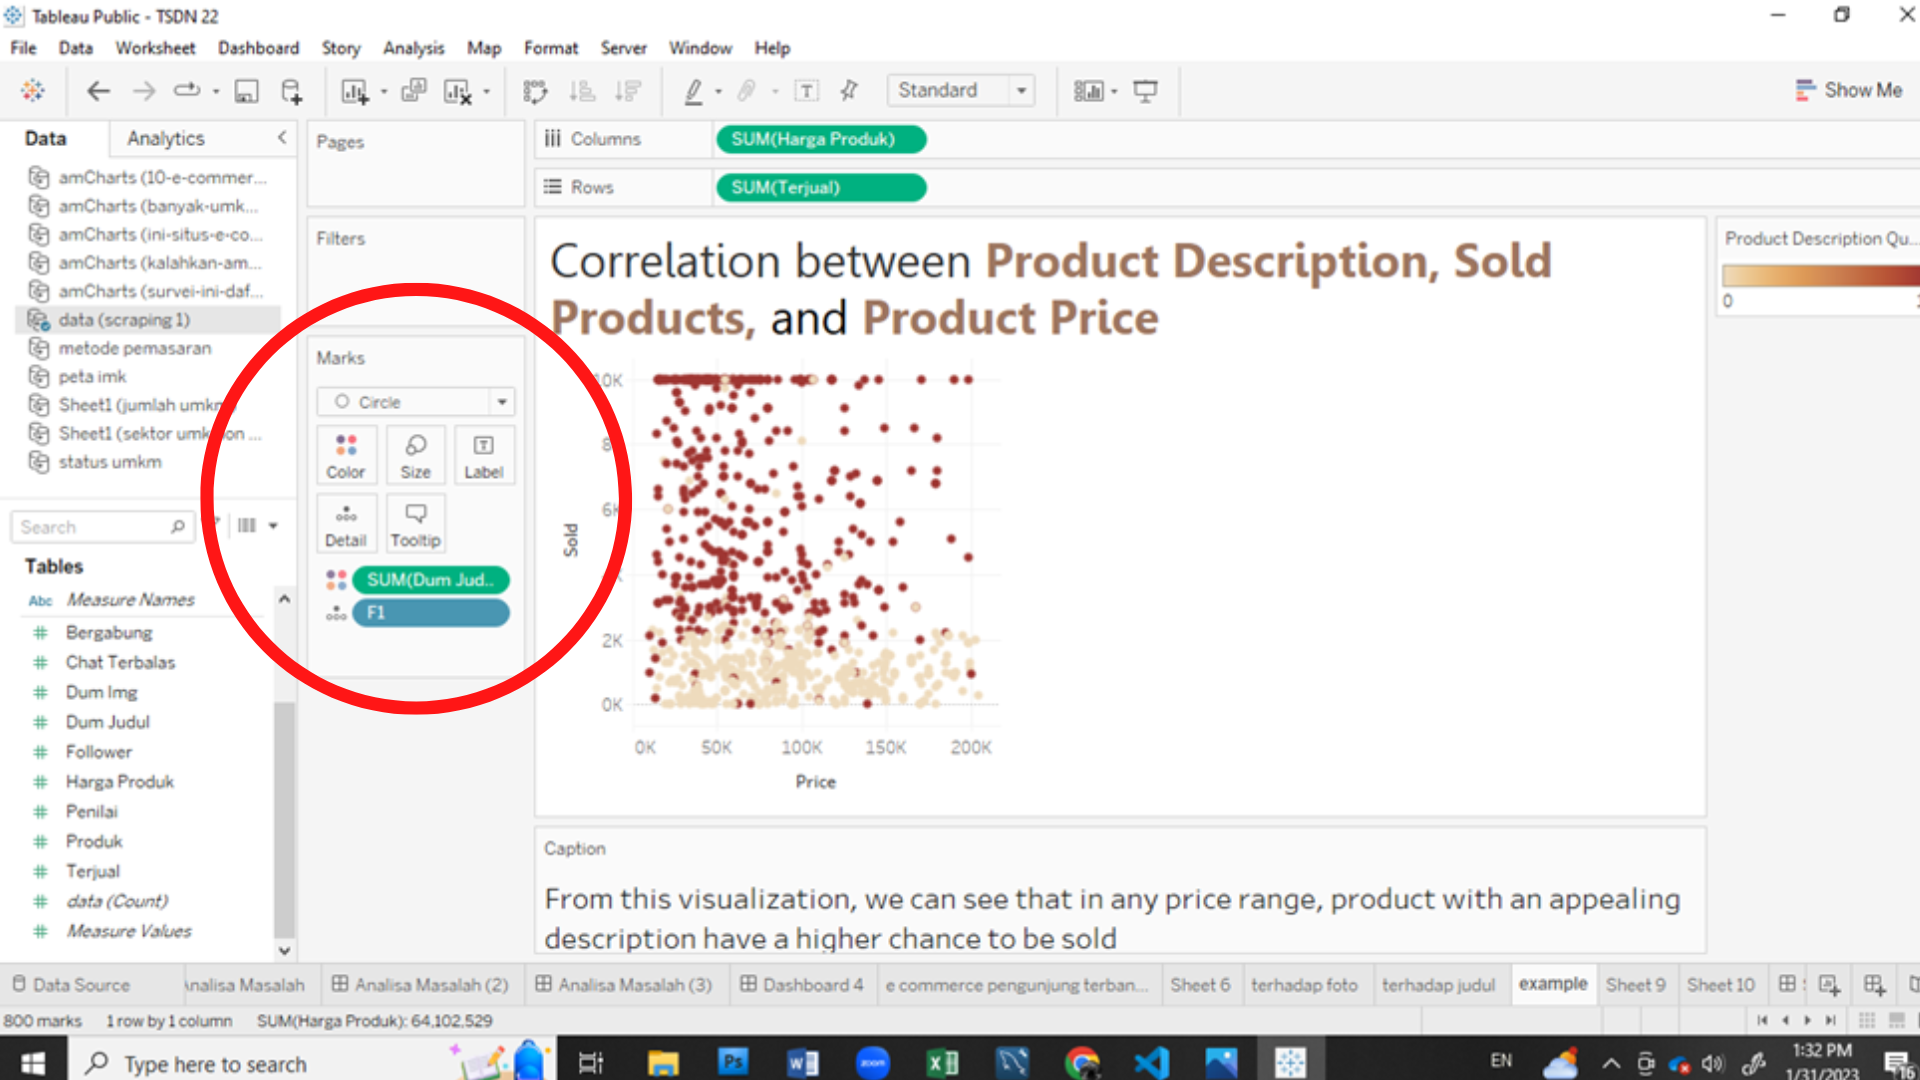 Tableau Public - TSDN 22
File Data Worksheet Dashboard Story Analysis Map Format Server Window Help
T Standard Show Me
Data Analytics
amCharts (10-e-commer...
amCharts (banyak-umk...
amCharts (ini-situs-e-co...
amCharts (kalahkan-am...
amCharts (survei-ini-daf...
data (scraping 1)
metode pemasaran
peta imk
Sheet1 (jumlah umkm
Sheet1 (sektor umk on ...
status umkm
Search
Tables
Abc Measure Names
Bergabung
Chat Terbalas
Dum Img
Dum Judul
Follower
Harga Produk
Penilai
Produk
Terjual
data (Count)
Measure Values
Pages
Filters
Marks
Circle
Color Size Label
Detail Tooltip
SUM(Dum Jud..
F1
Columns SUM(Harga Produk)
Rows SUM(Terjual)
Correlation between Product Description, Sold
Products, and Product Price
Sold
10K
8
6K
2K
0K
0K 50K 100K 150K 200K
Price
Product Description Qu...
0
Caption
From this visualization, we can see that in any price range, product with an appealing
description have a higher chance to be sold
Data Source Analisa Masalah Analisa Masalah (2) Analisa Masalah (3) Dashboard 4 e commerce pengunjung terban... Sheet 6 terhadap foto terhadap judul example Sheet 9 Sheet 10
800 marks 1 row by 1 column SUM(Harga Produk): 64,102,529
Type here to search Ps W zoom X EN 1:32 PM
1/31/2023 16